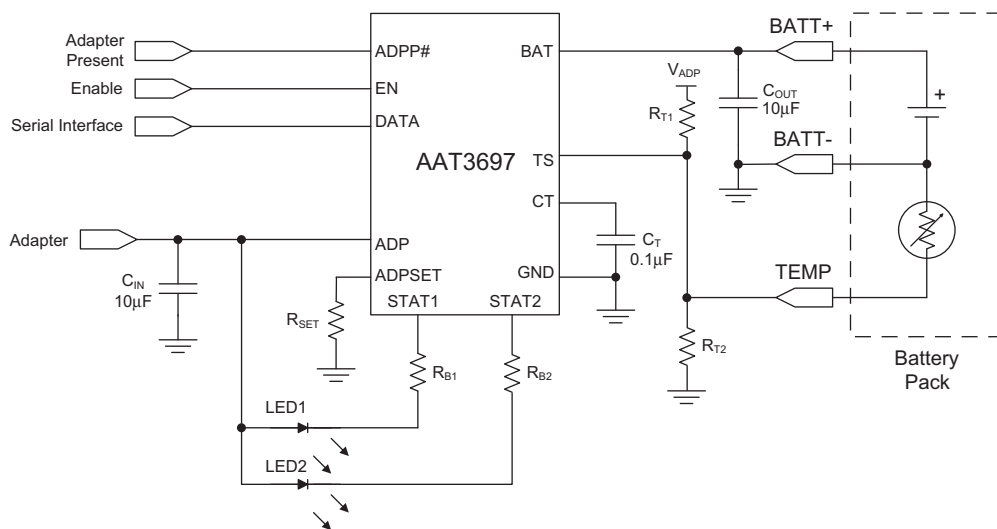 Adapter
Present
Enable
Serial Interface
Adapter
ADPP#
EN
DATA
AAT3697
ADP
ADPSET
STAT1
STAT2
BAT
TS
CT
GND
C_IN
10μF
R_SET
R_B1
R_B2
LED1
LED2
V_ADP
R_T1
C_T
0.1μF
R_T2
C_OUT
10μF
BATT+
BATT-
TEMP
+
Battery
Pack